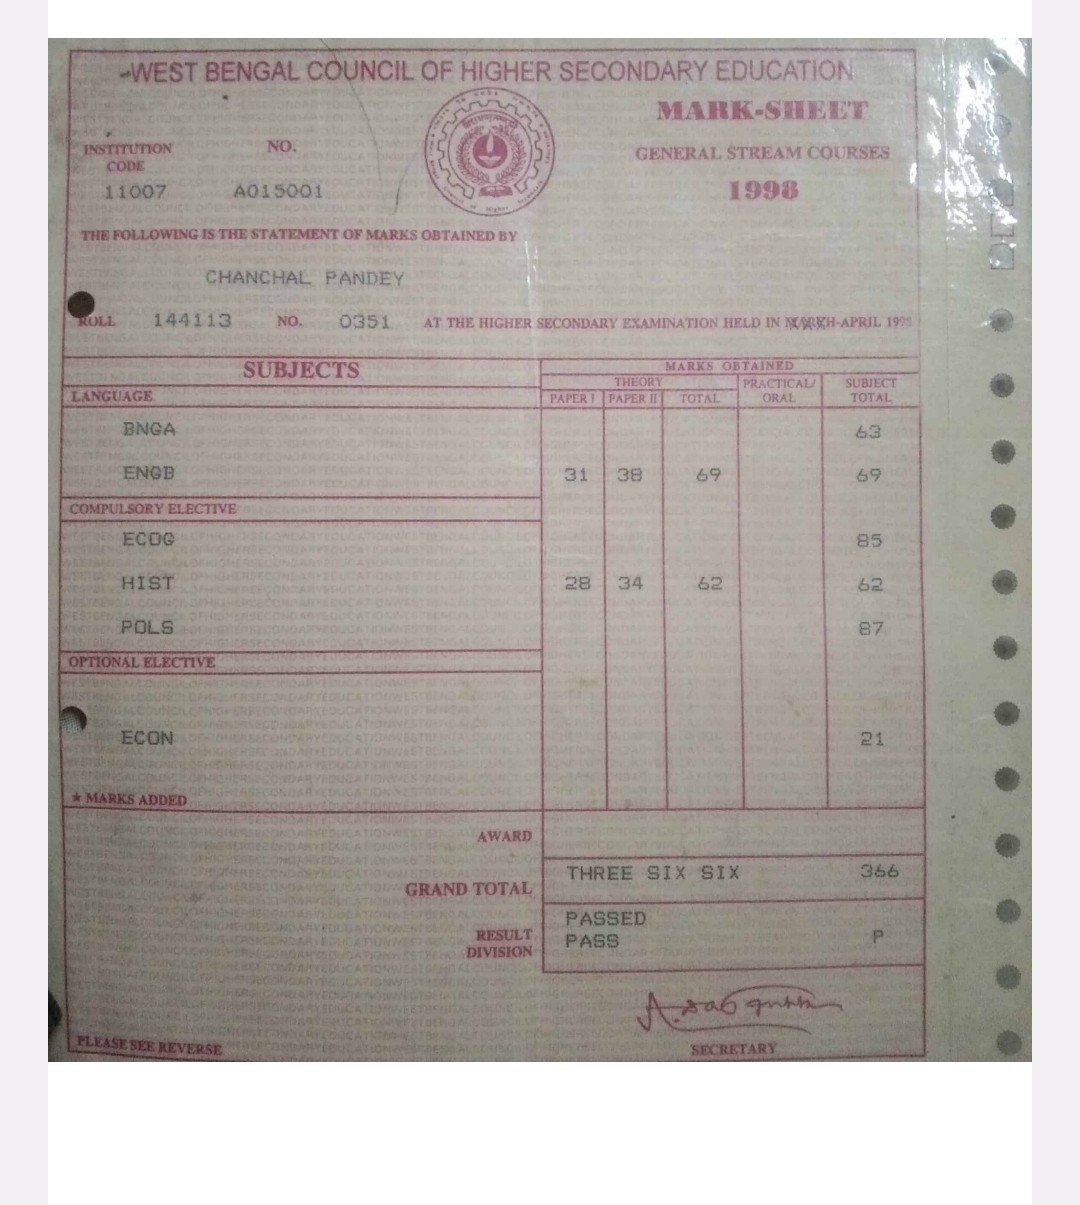 WEST BENGAL COUNCIL OF HIGHER SECONDARY EDUCATION
MARK-SHEET
GENERAL STREAM COURSES
1998
INSTITUTION CODE
NO.
11007 A015001
THE FOLLOWING IS THE STATEMENT OF MARKS OBTAINED BY
CHANCHAL PANDEY
ROLL 144113 NO. 0351 AT THE HIGHER SECONDARY EXAMINATION HELD IN MARCH-APRIL 1998
SUBJECTS MARKS OBTAINED
THEORY PRACTICAL/ ORAL SUBJECT TOTAL
LANGUAGE PAPER I PAPER II TOTAL
BNGA 63
ENGB 31 38 69 69
COMPULSORY ELECTIVE
ECOG 85
HIST 28 34 62 62
POLS 87
OPTIONAL ELECTIVE
ECON 21
* MARKS ADDED
AWARD
GRAND TOTAL THREE SIX SIX 366
RESULT PASSED
DIVISION PASS P
A. Dasgupta
PLEASE SEE REVERSE SECRETARY